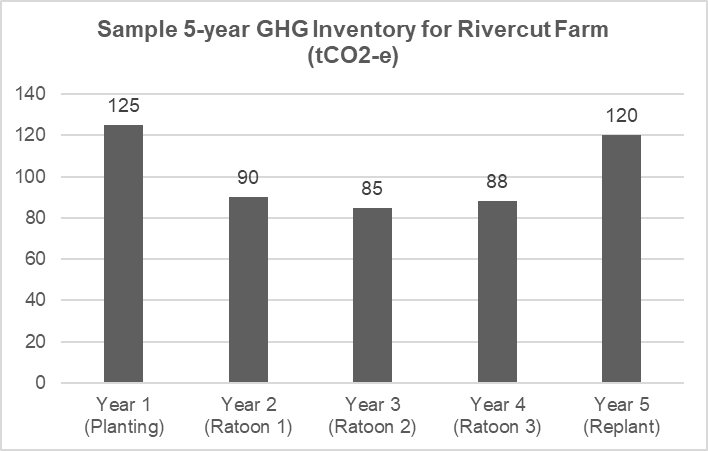 Sample 5-year GHG Inventory for Rivercut Farm
(tCO2-e)
140
120
100
80
60
40
20
0
125
90
85
88
120
Year 1
(Planting)
Year 2
(Ratoon 1)
Year 3
(Ratoon 2)
Year 4
(Ratoon 3)
Year 5
(Replant)